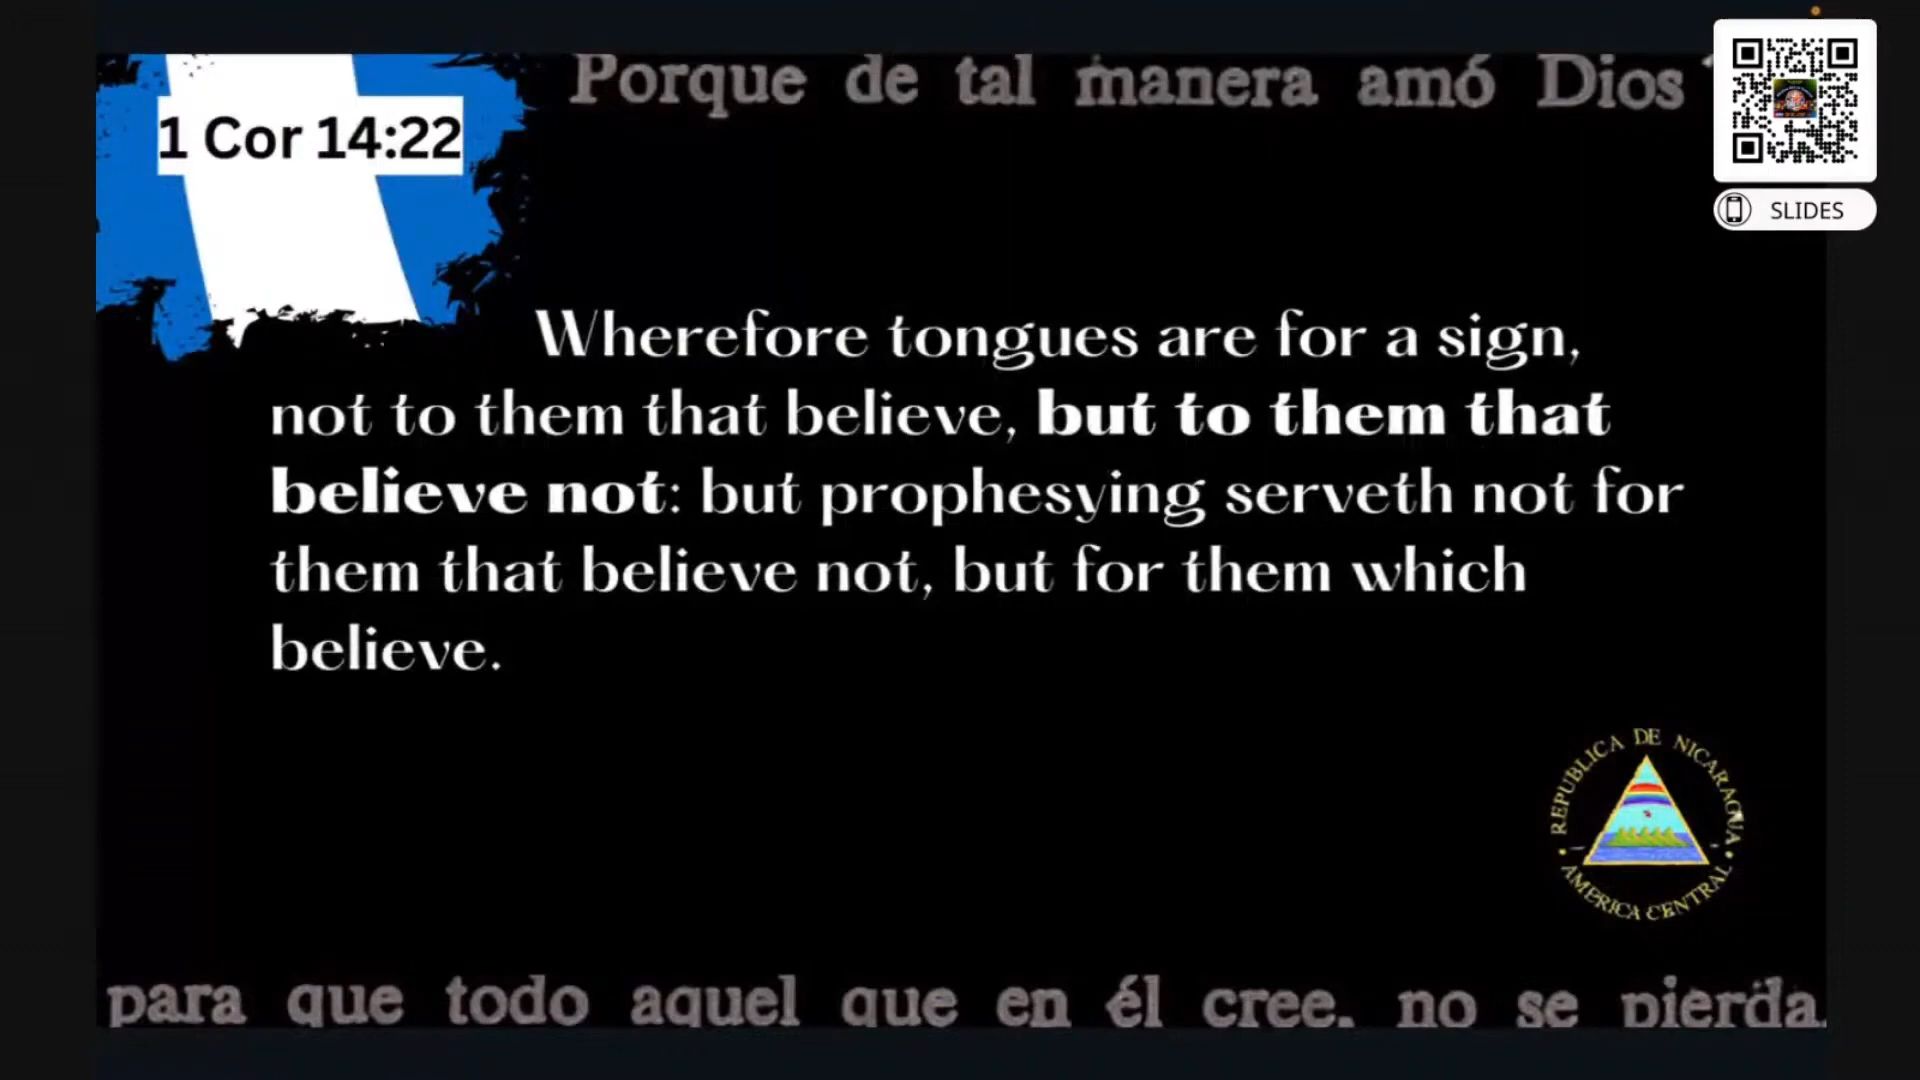 Porque de tal manera amó Dios
1 Cor 14:22
SLIDES
Wherefore tongues are for a sign,
not to them that believe, but to them that
believe not: but prophesying serveth not for
them that believe not, but for them which
believe.
REPUBLICA DE NICARAGUA
AMERICA CENTRAL
para que todo aquel que en él cree, no se pierda,